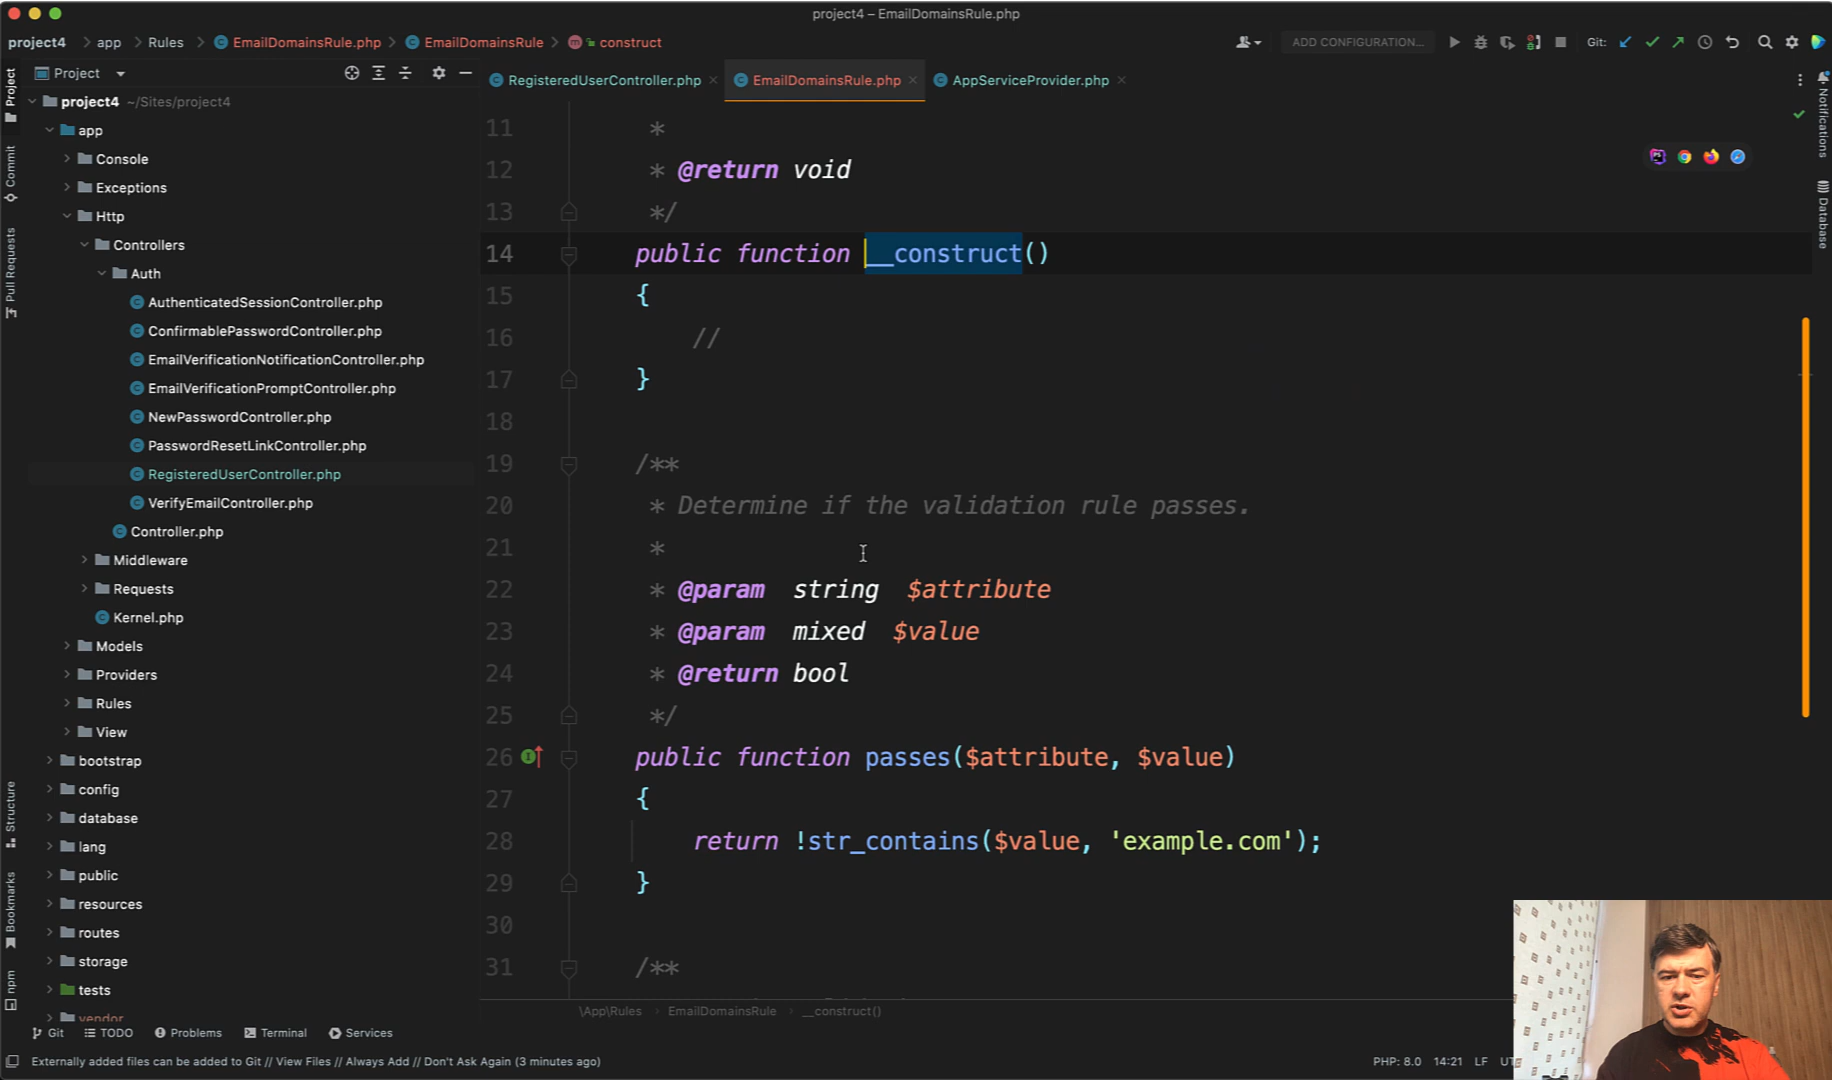 project4 – EmailDomainsRule.php
project4 > app > Rules > EmailDomainsRule.php > EmailDomainsRule > construct
ADD CONFIGURATION...
Git:
Project
RegisteredUserController.php
EmailDomainsRule.php
AppServiceProvider.php
Project
Commit
Pull Requests
Structure
Bookmarks
npm
Notifications
Database
project4 ~/Sites/project4
app
Console
Exceptions
Http
Controllers
Auth
AuthenticatedSessionController.php
ConfirmablePasswordController.php
EmailVerificationNotificationController.php
EmailVerificationPromptController.php
NewPasswordController.php
PasswordResetLinkController.php
RegisteredUserController.php
VerifyEmailController.php
Controller.php
Middleware
Requests
Kernel.php
Models
Providers
Rules
View
bootstrap
config
database
lang
public
resources
routes
storage
tests
vendor
11 *
12 * @return void
13 */
14 public function __construct()
15 {
16 //
17 }
18
19 /**
20 * Determine if the validation rule passes.
21 *
22 * @param string $attribute
23 * @param mixed $value
24 * @return bool
25 */
26 public function passes($attribute, $value)
27 {
28 return !str_contains($value, 'example.com');
29 }
30
31 /**
\App\Rules > EmailDomainsRule > __construct()
Git TODO Problems Terminal Services
Externally added files can be added to Git // View Files // Always Add // Don't Ask Again (3 minutes ago)
PHP: 8.0 14:21 LF